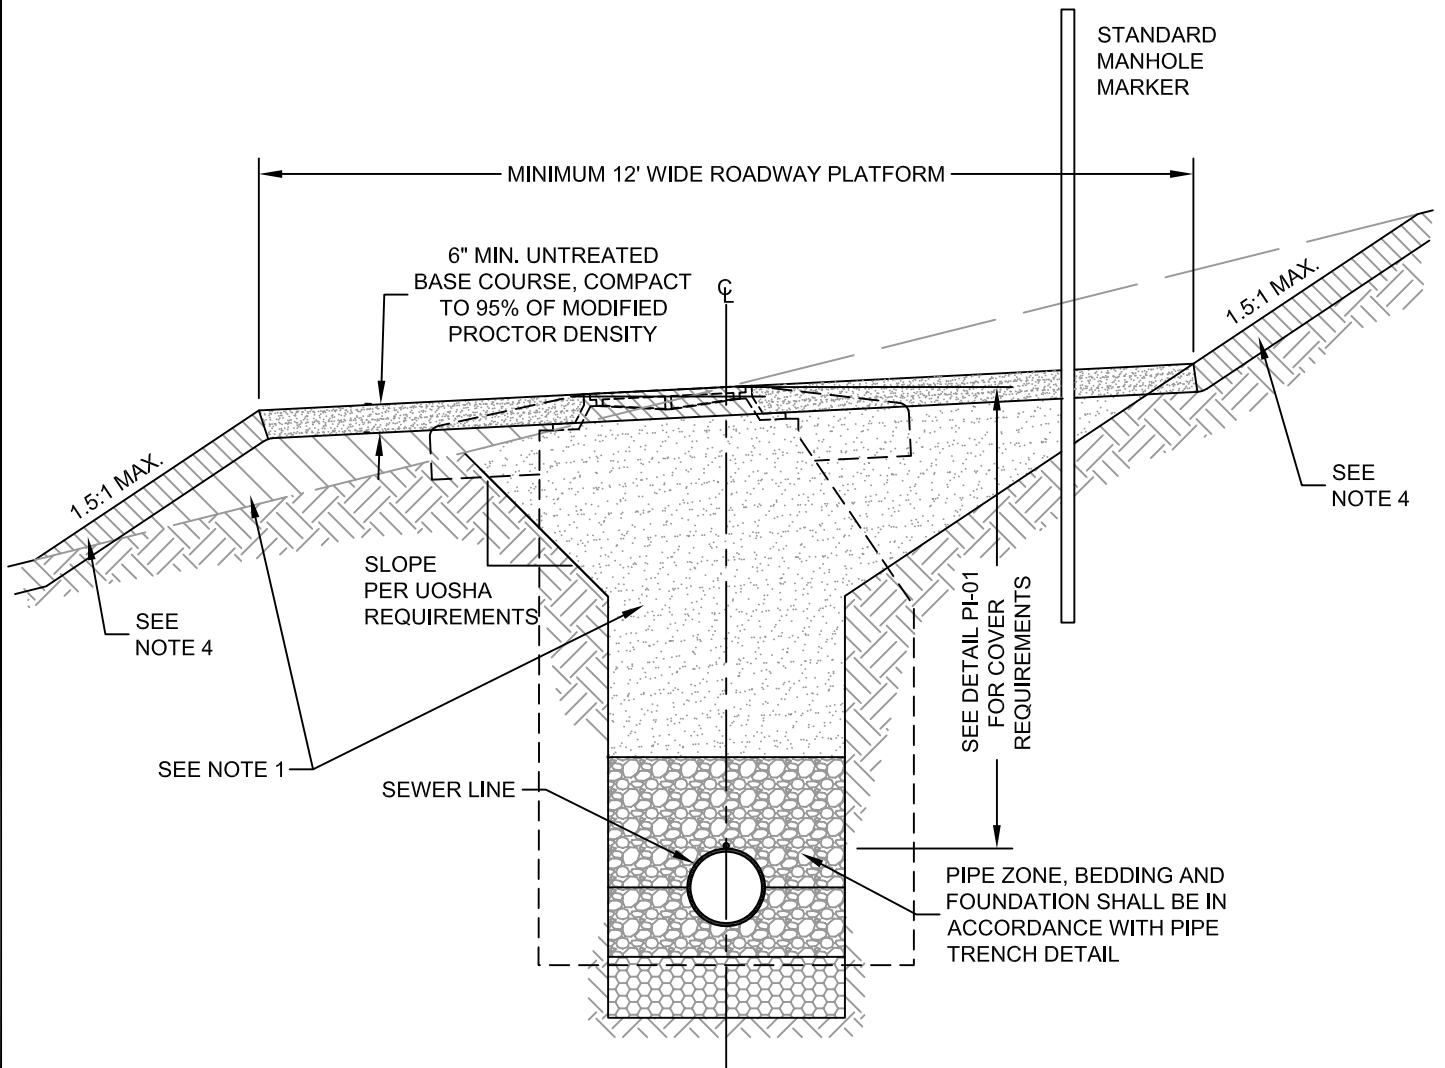 STANDARD
MANHOLE
MARKER
MINIMUM 12' WIDE ROADWAY PLATFORM
6" MIN. UNTREATED
BASE COURSE, COMPACT
TO 95% OF MODIFIED
PROCTOR DENSITY
℄
1.5:1 MAX.
1.5:1 MAX.
SEE
NOTE 4
SLOPE
PER UOSHA
REQUIREMENTS
SEE
NOTE 4
SEE DETAIL PI-01
FOR COVER
REQUIREMENTS
SEE NOTE 1
SEWER LINE
PIPE ZONE, BEDDING AND
FOUNDATION SHALL BE IN
ACCORDANCE WITH PIPE
TRENCH DETAIL